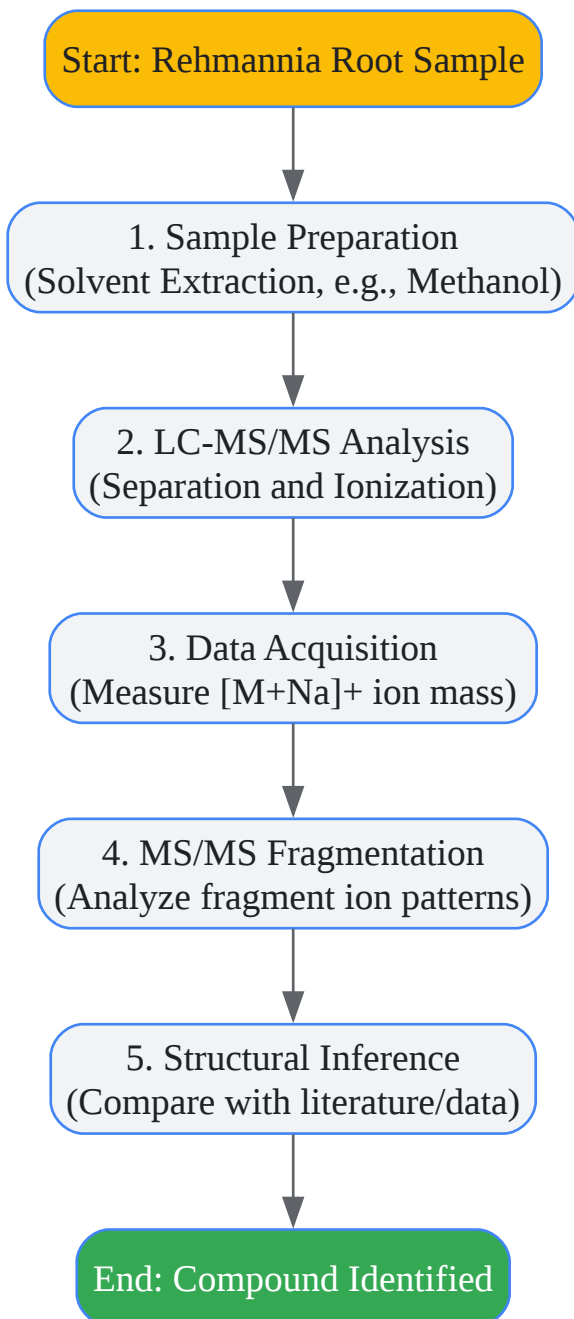 Start: Rehmannia Root Sample
1. Sample Preparation
(Solvent Extraction, e.g., Methanol)
2. LC-MS/MS Analysis
(Separation and Ionization)
3. Data Acquisition
(Measure [M+Na]+ ion mass)
4. MS/MS Fragmentation
(Analyze fragment ion patterns)
5. Structural Inference
(Compare with literature/data)
End: Compound Identified